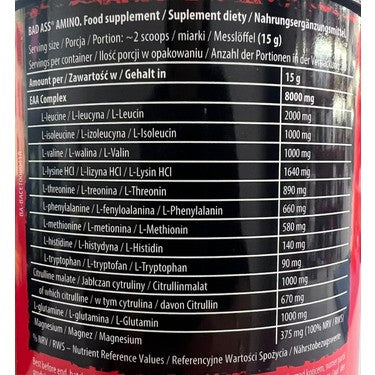 BAD ASS® AMINO. Food supplement / Suplement diety / Nahrungsergänzungsmittel.
Serving size / Porcja / Portion: ~2 scoops / miarki / Messlöffel (15 g)
Servings per container / Ilość porcji w opakowaniu / Anzahl der Portionen in der
Amount per / Zawartość w / Gehalt in 15 g
EAA Complex 8000 mg
L-leucine / L-leucyna / L-Leucin 2000 mg
L-isoleucine / L-izoleucyna / L-Isoleucin 1000 mg
L-valine / L-walina / L-Valin 1000 mg
L-lysine HCl / L-lizyna HCl / L-Lysin HCl 1640 mg
L-threonine / L-treonina / L-Threonin 890 mg
L-phenylalanine / L-fenyloalanina / L-Phenylalanin 660 mg
L-methionine / L-metionina / L-Methionin 580 mg
L-histidine / L-histydyna / L-Histidin 140 mg
L-tryptophan / L-tryptofan / L-Tryptophan 90 mg
Citrulline malate / Jabłczan cytruliny / Citrullinmalat 1000 mg
of which citrulline / w tym cytrulina / davon Citrullin 670 mg
L-glutamine / L-glutamina / L-Glutamin 1000 mg
Magnesium / Magnez / Magnesium 375 mg (100% NRV / RWS)
% NRV / RWS – Nutrient Reference Values / Referencyjne Wartości Spożycia / Nährstoffbezugswerte
Best before end,